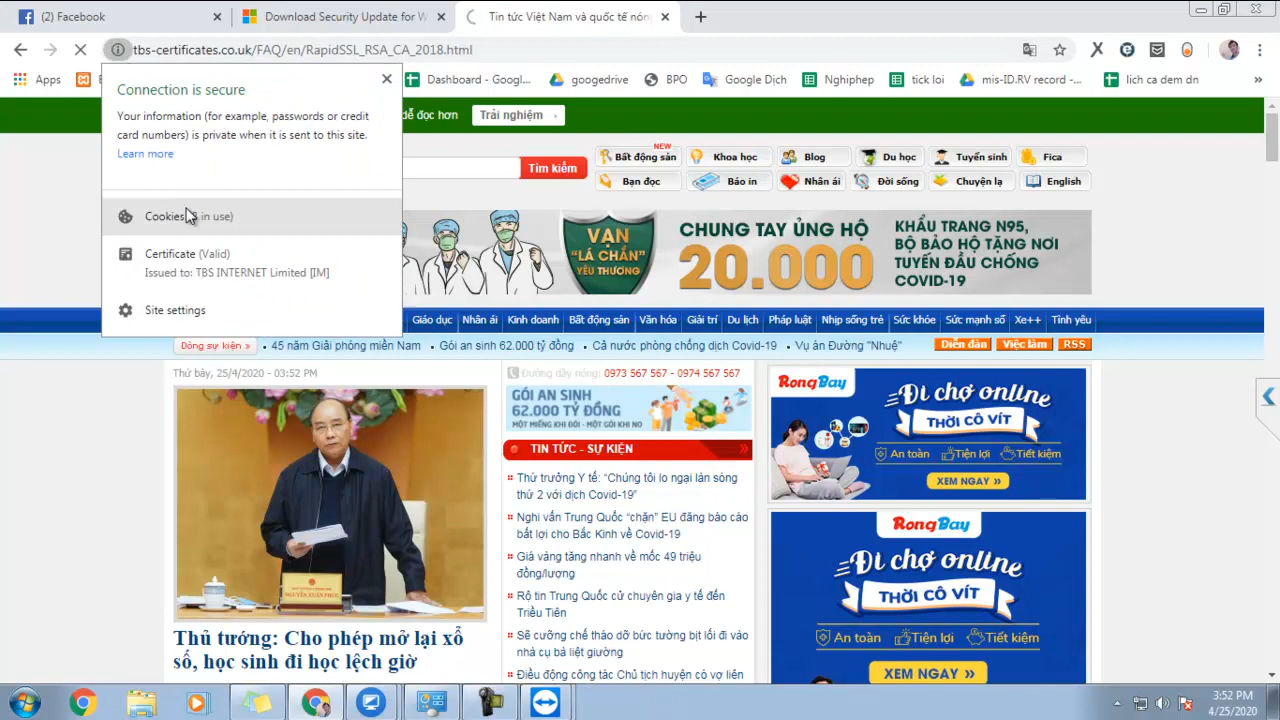 (2) Facebook
Download Security Update for W
Tin tức Việt Nam và quốc tế nón
tbs-certificates.co.uk/FAQ/en/RapidSSL_RSA_CA_2018.html
Apps
Dashboard - Googl...
googedrive
BPO
Google Dịch
Nghiphep
tick loi
mis-ID.RV record -...
lich ca dem dn
»
Connection is secure
Your information (for example, passwords or credit
card numbers) is private when it is sent to this site.
Learn more
Cookies in use)
Certificate (Valid)
Issued to: TBS INTERNET Limited [IM]
Site settings
dễ đọc hơn
Trải nghiệm
Tìm kiếm
NEW
Bất động sản
Khoa học
Blog
Du học
Tuyển sinh
Fica
Bạn đọc
Báo in
Nhân ái
Đời sống
Chuyện lạ
English
VẠN
"LÁ CHẮN"
YÊU THƯƠNG
CHUNG TAY ỦNG HỘ
20.000
KHẨU TRANG N95,
BỘ BẢO HỘ TẶNG NƠI
TUYẾN ĐẦU CHỐNG
COVID-19
Giáo dục
Nhân ái
Kinh doanh
Bất động sản
Văn hóa
Giải trí
Du lịch
Pháp luật
Nhịp sống trẻ
Sức khỏe
Sức mạnh số
Xe++
Tình yêu
Dòng sự kiện »
45 năm Giải phóng miền Nam
Gói an sinh 62.000 tỷ đồng
Cả nước phòng chống dịch Covid-19
Vụ án Đường "Nhuệ"
Diễn đàn
Việc làm
RSS
Thứ bảy, 25/4/2020 - 03:52 PM
Đường dây nóng: 0973 567 567 - 0974 567 567
GÓI AN SINH
62.000 TỶ ĐỒNG
MỘT MIẾNG KHI ĐÓI - MỘT GÓI KHI NO
TIN TỨC - SỰ KIỆN
Thứ trưởng Y tế: "Chúng tôi lo ngại làn sóng
thứ 2 với dịch Covid-19"
Nghi vấn Trung Quốc "chặn" EU đăng báo cáo
bất lợi cho Bắc Kinh về Covid-19
Giá vàng tăng nhanh về mốc 49 triệu
đồng/lượng
Rộ tin Trung Quốc cử chuyên gia y tế đến
Triều Tiên
Sẽ cưỡng chế tháo dỡ bức tường bịt lối đi vào
nhà cụ bà liệt giường
Điều động công tác Chủ tịch huyện có vợ liên
NGUYỄN XUÂN PHÚC
Thủ tướng: Cho phép mở lại xổ
số, học sinh đi học lệch giờ
RongBay
Đi chợ online
THỜI CÔ VÍT
An toàn
Tiện lợi
Tiết kiệm
XEM NGAY »
RongBay
Đi chợ online
THỜI CÔ VÍT
An toàn
Tiện lợi
Tiết kiệm
XEM NGAY »
3:52 PM
4/25/2020